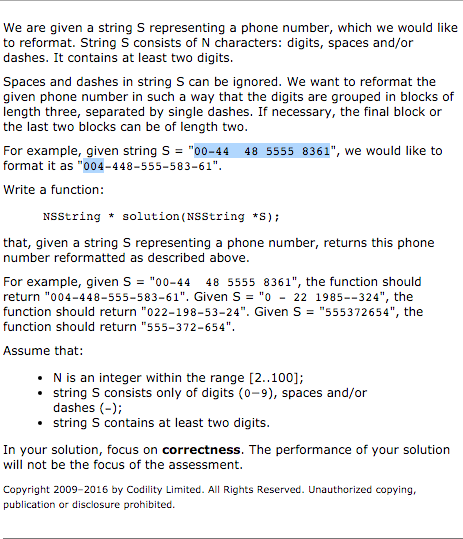 We are given a string S representing a phone number, which we would like
to reformat. String S consists of N characters: digits, spaces and/or
dashes. It contains at least two digits.
Spaces and dashes in string S can be ignored. We want to reformat the
given phone number in such a way that the digits are grouped in blocks of
length three, separated by single dashes. If necessary, the final block or
the last two blocks can be of length two.
For example, given string S = "00-44  48 5555 8361", we would like to
format it as "004-448-555-583-61".
Write a function:
NSString * solution(NSString *S);
that, given a string S representing a phone number, returns this phone
number reformatted as described above.
For example, given S = "00-44  48 5555 8361", the function should
return "004-448-555-583-61". Given S = "0 - 22 1985--324", the
function should return "022-198-53-24". Given S = "555372654", the
function should return "555-372-654".
Assume that:
• N is an integer within the range [2..100];
• string S consists only of digits (0–9), spaces and/or
dashes (-);
• string S contains at least two digits.
In your solution, focus on correctness. The performance of your solution
will not be the focus of the assessment.
Copyright 2009–2016 by Codility Limited. All Rights Reserved. Unauthorized copying,
publication or disclosure prohibited.